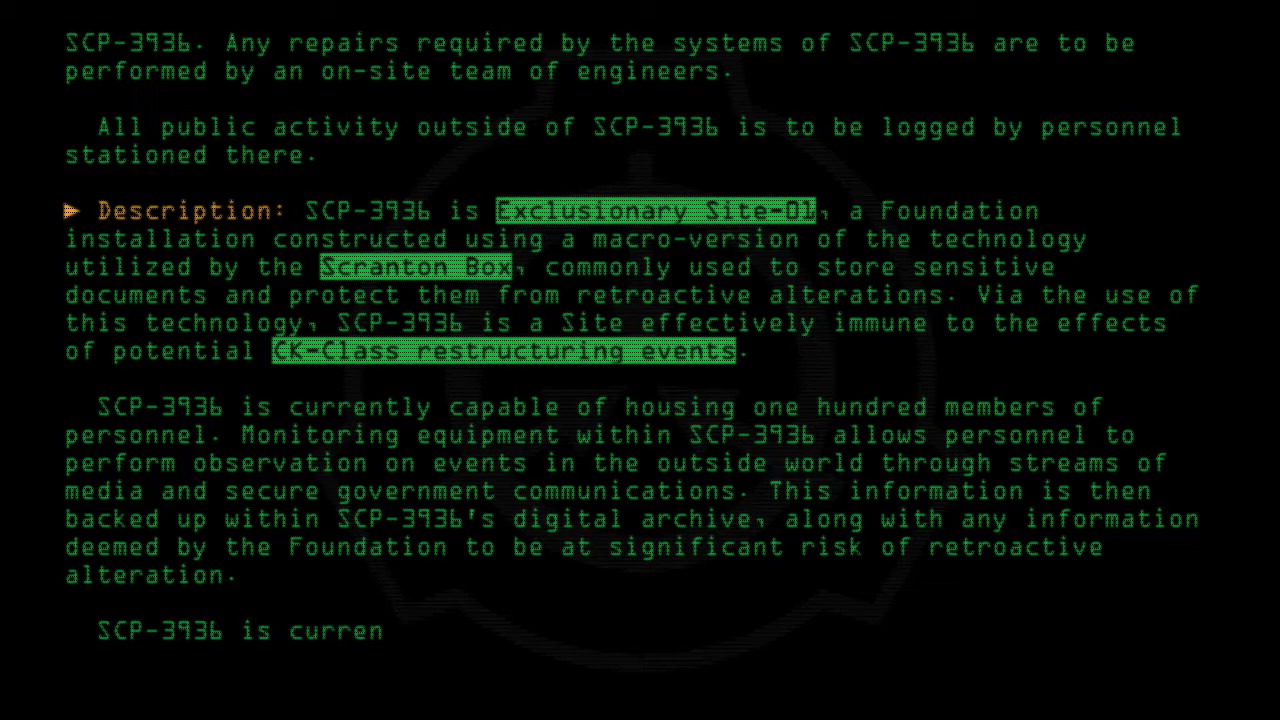 SCP-3936. Any repairs required by the systems of SCP-3936 are to be
performed by an on-site team of engineers.
All public activity outside of SCP-3936 is to be logged by personnel
stationed there.
► Description: SCP-3936 is Exclusionary Site-01, a Foundation
installation constructed using a macro-version of the technology
utilized by the Scranton Box, commonly used to store sensitive
documents and protect them from retroactive alterations. Via the use of
this technology, SCP-3936 is a Site effectively immune to the effects
of potential CK-Class restructuring events.
SCP-3936 is currently capable of housing one hundred members of
personnel. Monitoring equipment within SCP-3936 allows personnel to
perform observation on events in the outside world through streams of
media and secure government communications. This information is then
backed up within SCP-3936's digital archive, along with any information
deemed by the Foundation to be at significant risk of retroactive
alteration.
SCP-3936 is curren